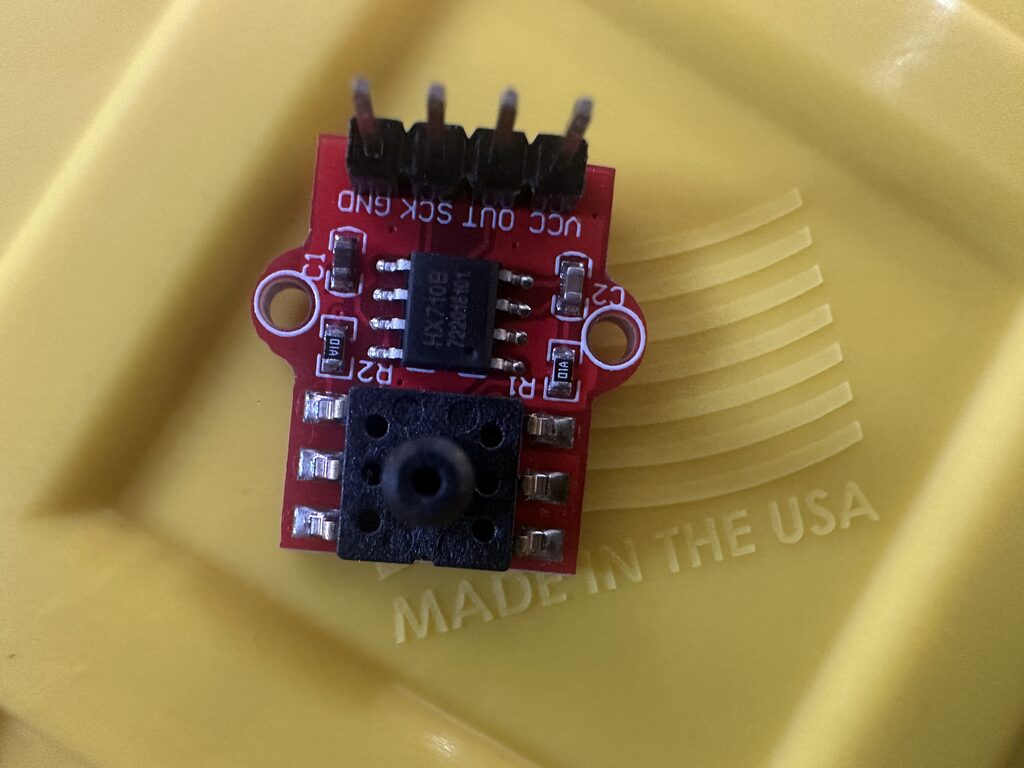 GND SCK OUT VCC
C1
C2
HX710B
R2
R1
01A
01A
MADE IN THE USA